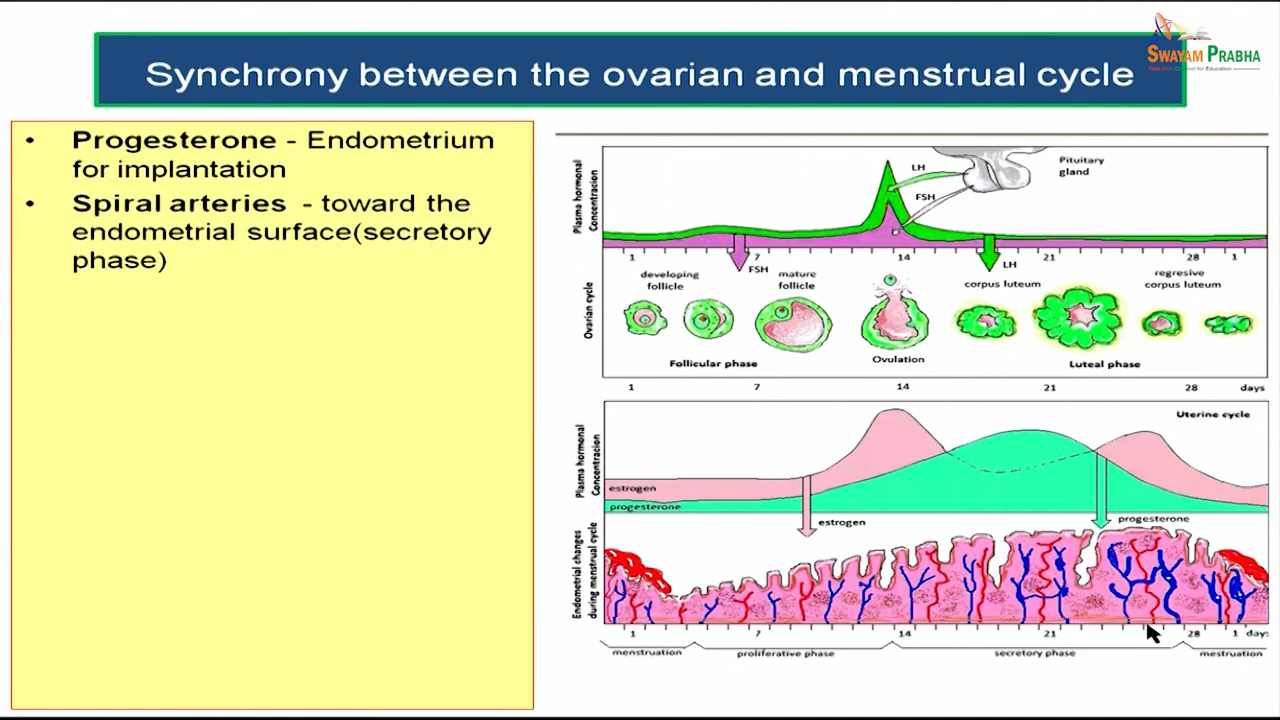 SWAYAM PRABHA
Synchrony between the ovarian and menstrual cycle
• Progesterone - Endometrium
for implantation
• Spiral arteries - toward the
endometrial surface(secretory
phase)
Plasma hormonal
Concentracion
LH
FSH
Pituitary
gland
1 7 14 21 28 1
FSH
LH
Ovarian cycle
developing
follicle
mature
follicle
corpus luteum
regresive
corpus luteum
Follicular phase
Ovulation
Luteal phase
1 7 14 21 28 days
Plasma hormonal
Concentracion
Uterine cycle
estrogen
progesterone
estrogen
progesterone
Endometrial changes
during menstrual cycle
1 7 14 21 28 1 days
menstruation proliferative phase secretory phase mestruation